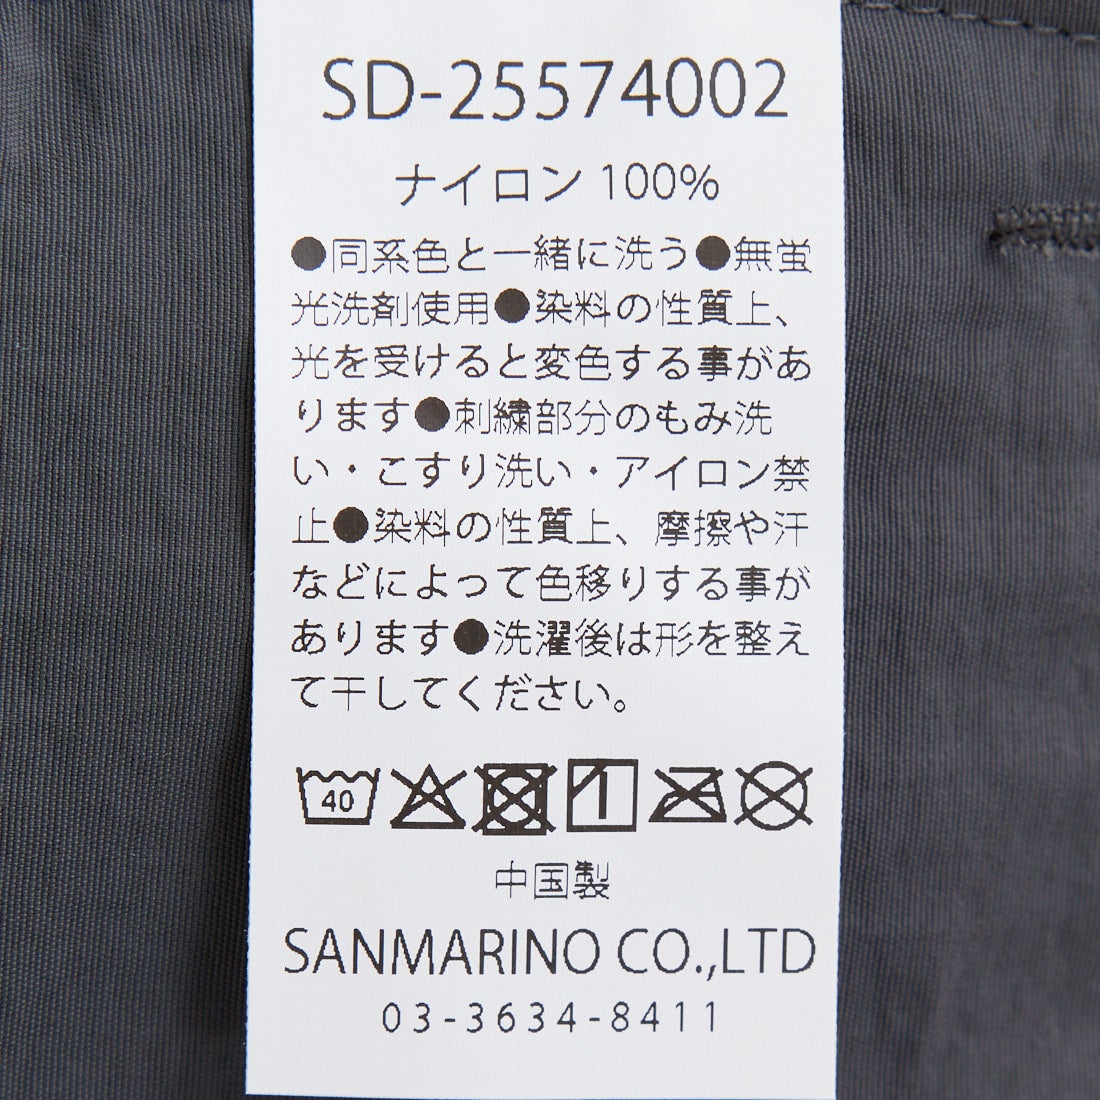 SD-25574002
ナイロン 100%
●同系色と一緒に洗う●無蛍
光洗剤使用●染料の性質上、
光を受けると変色する事があ
ります●刺繍部分のもみ洗
い・こすり洗い・アイロン禁
止●染料の性質上、摩擦や汗
などによって色移りする事が
あります●洗濯後は形を整え
て干してください。
40
中国製
SANMARINO CO.,LTD
03-3634-8411